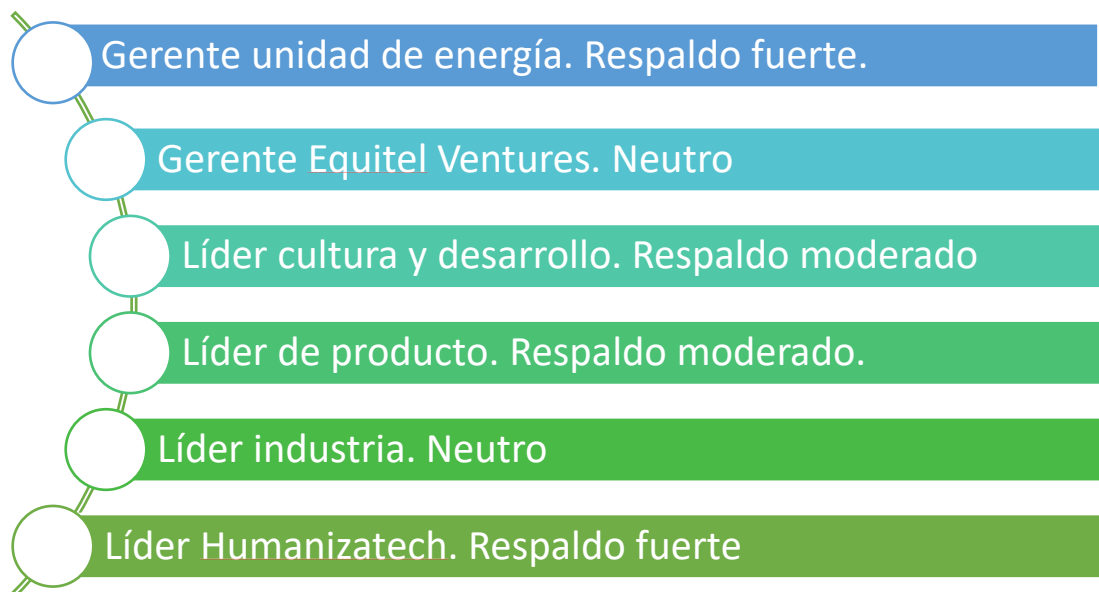 Gerente unidad de energía. Respaldo fuerte.
Gerente Equitel Ventures. Neutro
Líder cultura y desarrollo. Respaldo moderado
Líder de producto. Respaldo moderado.
Líder industria. Neutro
Líder Humanizatech. Respaldo fuerte